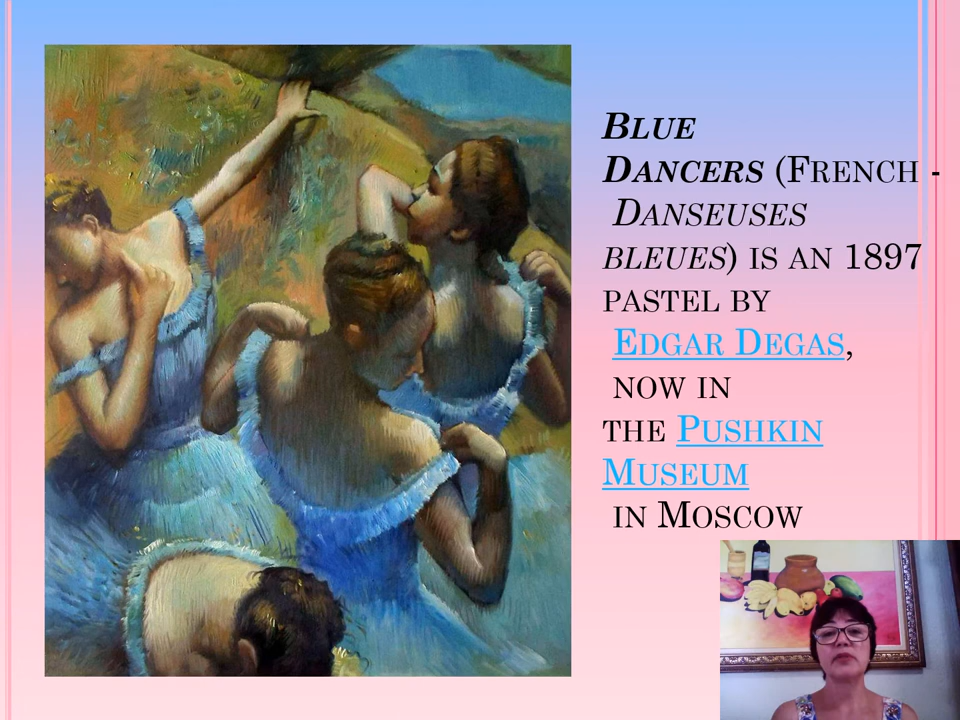 Blue
Dancers (French -
Danseuses
bleues) is an 1897
pastel by
Edgar Degas,
now in
the Pushkin
Museum
in Moscow